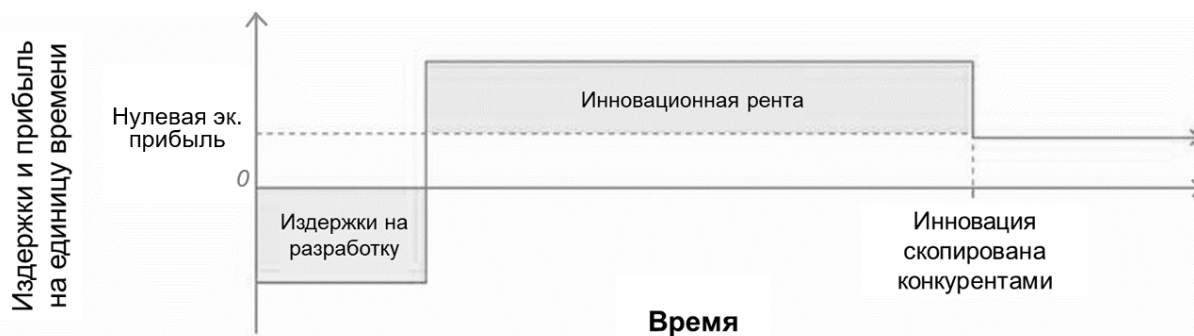 Издержки и прибыль
на единицу времени
Нулевая эк.
прибыль
0
Инновационная рента
Издержки на
разработку
Инновация
скопирована
конкурентами
Время